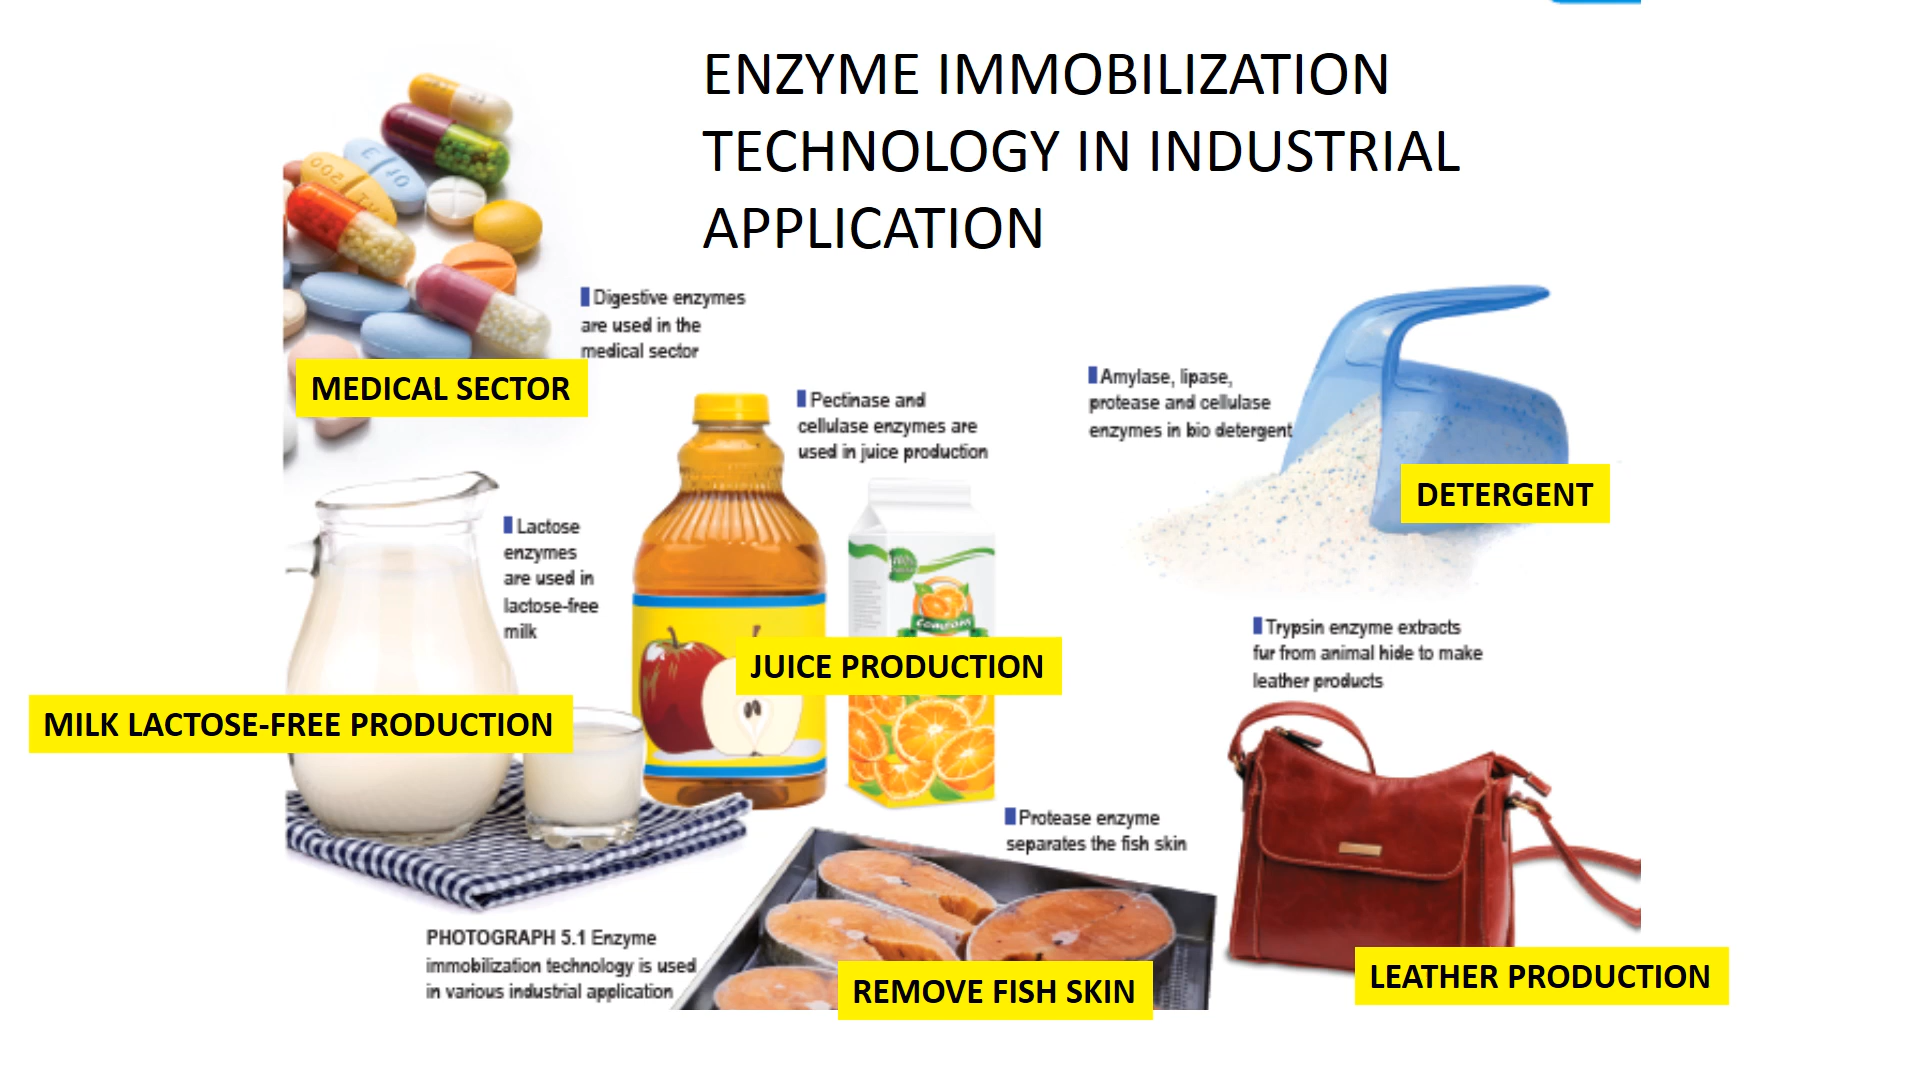 ENZYME IMMOBILIZATION
TECHNOLOGY IN INDUSTRIAL
APPLICATION
Digestive enzymes
are used in the
medical sector
MEDICAL SECTOR
Pectinase and
cellulase enzymes are
used in juice production
Amylase, lipase,
protease and cellulase
enzymes in bio detergent
DETERGENT
Lactose
enzymes
are used in
lactose-free
milk
MILK LACTOSE-FREE PRODUCTION
JUICE PRODUCTION
Trypsin enzyme extracts
fur from animal hide to make
leather products
Protease enzyme
separates the fish skin
PHOTOGRAPH 5.1 Enzyme
immobilization technology is used
in various industrial application
REMOVE FISH SKIN
LEATHER PRODUCTION